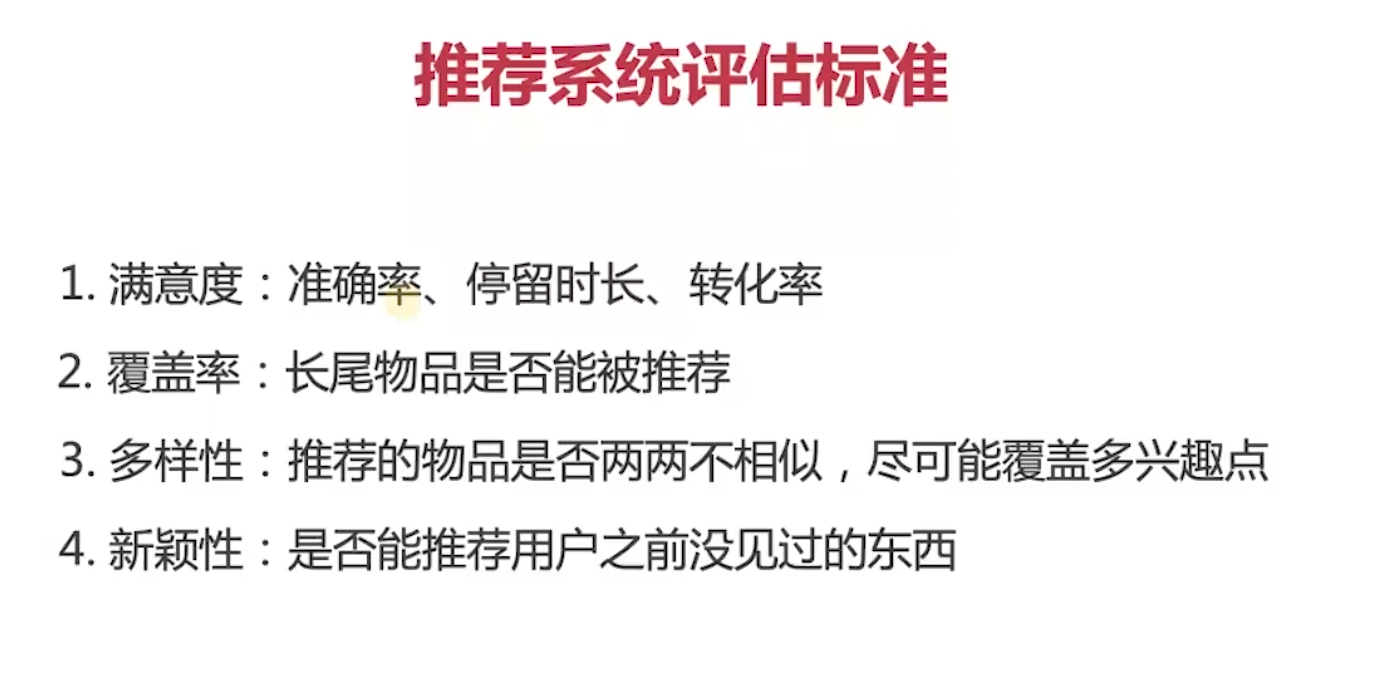 推荐系统评估标准
1. 满意度：准确率、停留时长、转化率
2. 覆盖率：长尾物品是否能被推荐
3. 多样性：推荐的物品是否两两不相似，尽可能覆盖多兴趣点
4. 新颖性：是否能推荐用户之前没见过的东西